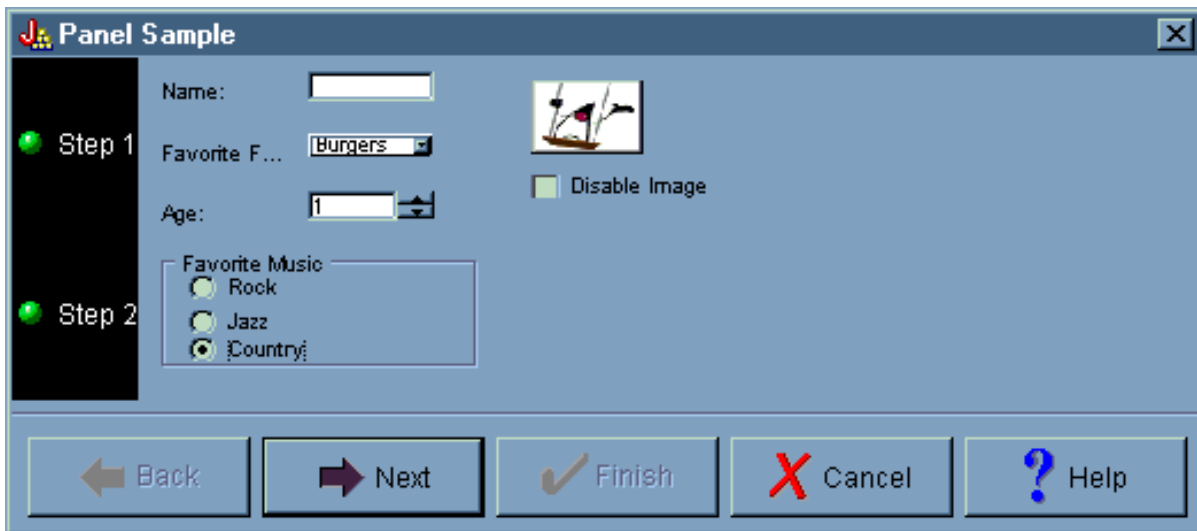 Panel Sample
Step 1
Step 2
Name:
Favorite F...
Burgers
Age:
1
Favorite Music
Rock
Jazz
Country
Disable Image
Back
Next
Finish
Cancel
Help